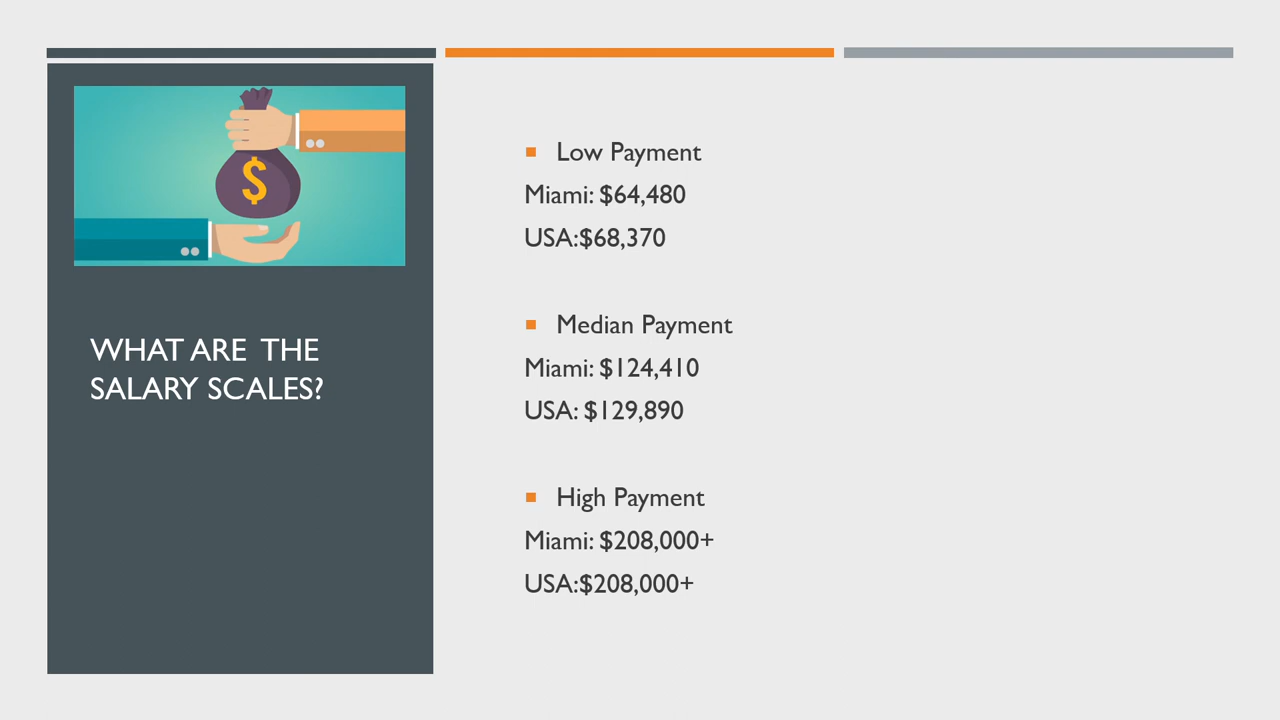 $
WHAT ARE THE
SALARY SCALES?
Low Payment
Miami: $64,480
USA:$68,370
Median Payment
Miami: $124,410
USA: $129,890
High Payment
Miami: $208,000+
USA:$208,000+